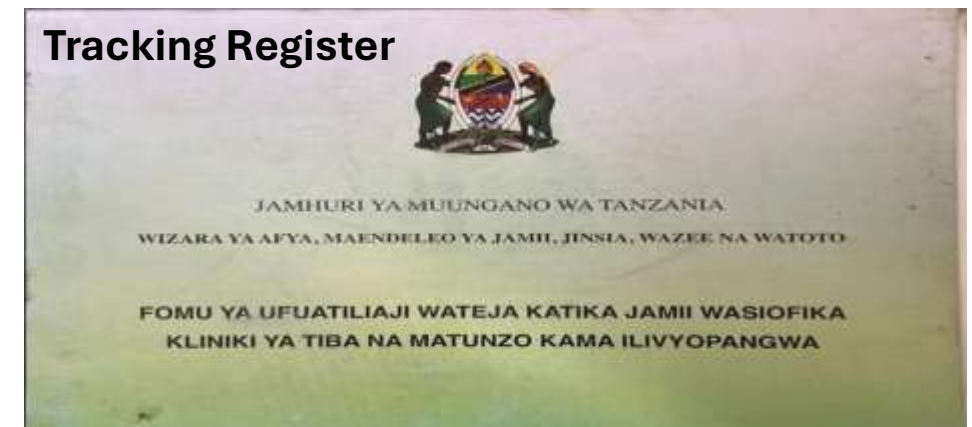 Tracking Register
JAMHURI YA MUUNGANO WA TANZANIA
WIZARA YA AFYA, MAENDELEO YA JAMII, JINSIA, WAZEE NA WATOTO
FOMU YA UFUATILIAJI WATEJA KATIKA JAMII WASIOFIKA
KLINIKI YA TIBA NA MATUNZO KAMA ILIVYOPANGWA